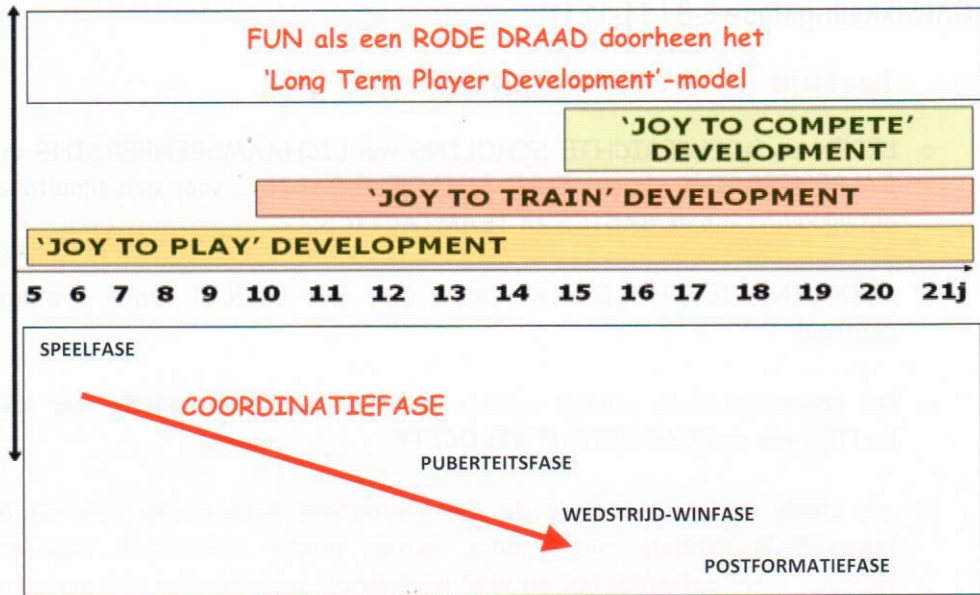 FUN als een RODE DRAAD doorheen het
'Long Term Player Development'-model
'JOY TO COMPETE'
DEVELOPMENT
'JOY TO TRAIN' DEVELOPMENT
'JOY TO PLAY' DEVELOPMENT
5 6 7 8 9 10 11 12 13 14 15 16 17 18 19 20 21j
SPEELFASE
COORDINATIEFASE
PUBERTEITSFASE
WEDSTRIJD-WINFASE
POSTFORMATIEFASE